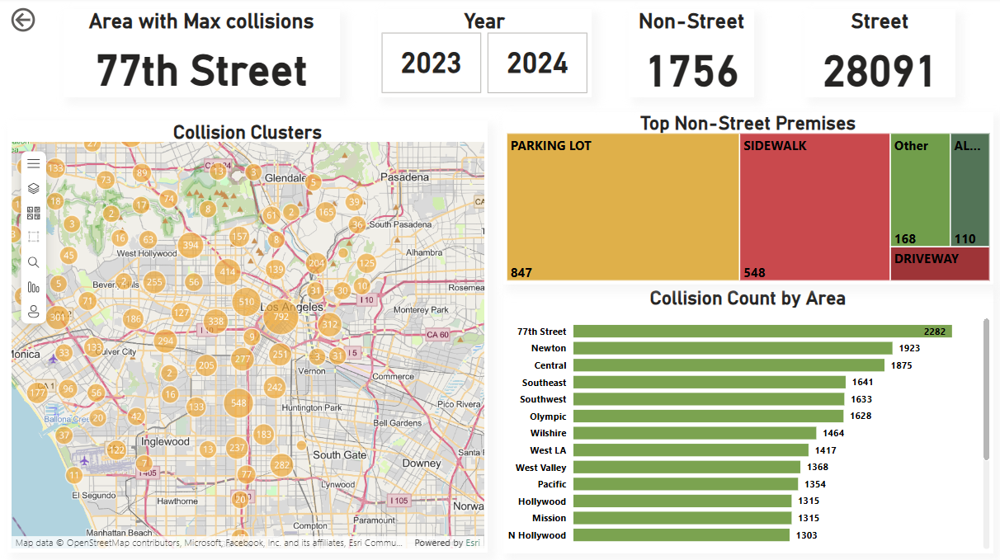 Area with Max collisions
77th Street
Year
2023
2024
Non-Street
1756
Street
28091
Collision Clusters
133
73
89
13
3
Glendale
5
Pasadena
18
17
74
8
61
2
165
39
2
3
36
South Pasadena
16
63
394
157
8
West Hollywood
45
414
139
204
125
Alhambra
5
2
255
56
31
30
10
Rosemea
71
510
I 10
301
186
127
338
Los Angeles
792
312
Monterey Park
CA 60
294
9
33
Culver City
277
251
3
31
I 5
205
Vernon
2
Commerce
177
CA 1
96
56
16
242
133
548
Huntington Park
Pico Rivera
Ballona Cree
20
42
Bell Gardens
37
183
Inglewood
122
13
237
South Gate
Santa
7
282
Downey
11
I 405
77
Lynwood
El Segundo
Hawthorne
20
I 105
Norwa
Compton
Paramount
Manhattan Beach
Map data © OpenStreetMap contributors, Microsoft, Facebook, Inc. and its affiliates, Esri Commu...
Powered by Esri
Top Non-Street Premises
PARKING LOT
847
SIDEWALK
548
Other
168
AL...
110
DRIVEWAY
Collision Count by Area
77th Street 2282
Newton 1923
Central 1875
Southeast 1641
Southwest 1633
Olympic 1628
Wilshire 1464
West LA 1417
West Valley 1368
Pacific 1354
Hollywood 1315
Mission 1315
N Hollywood 1303